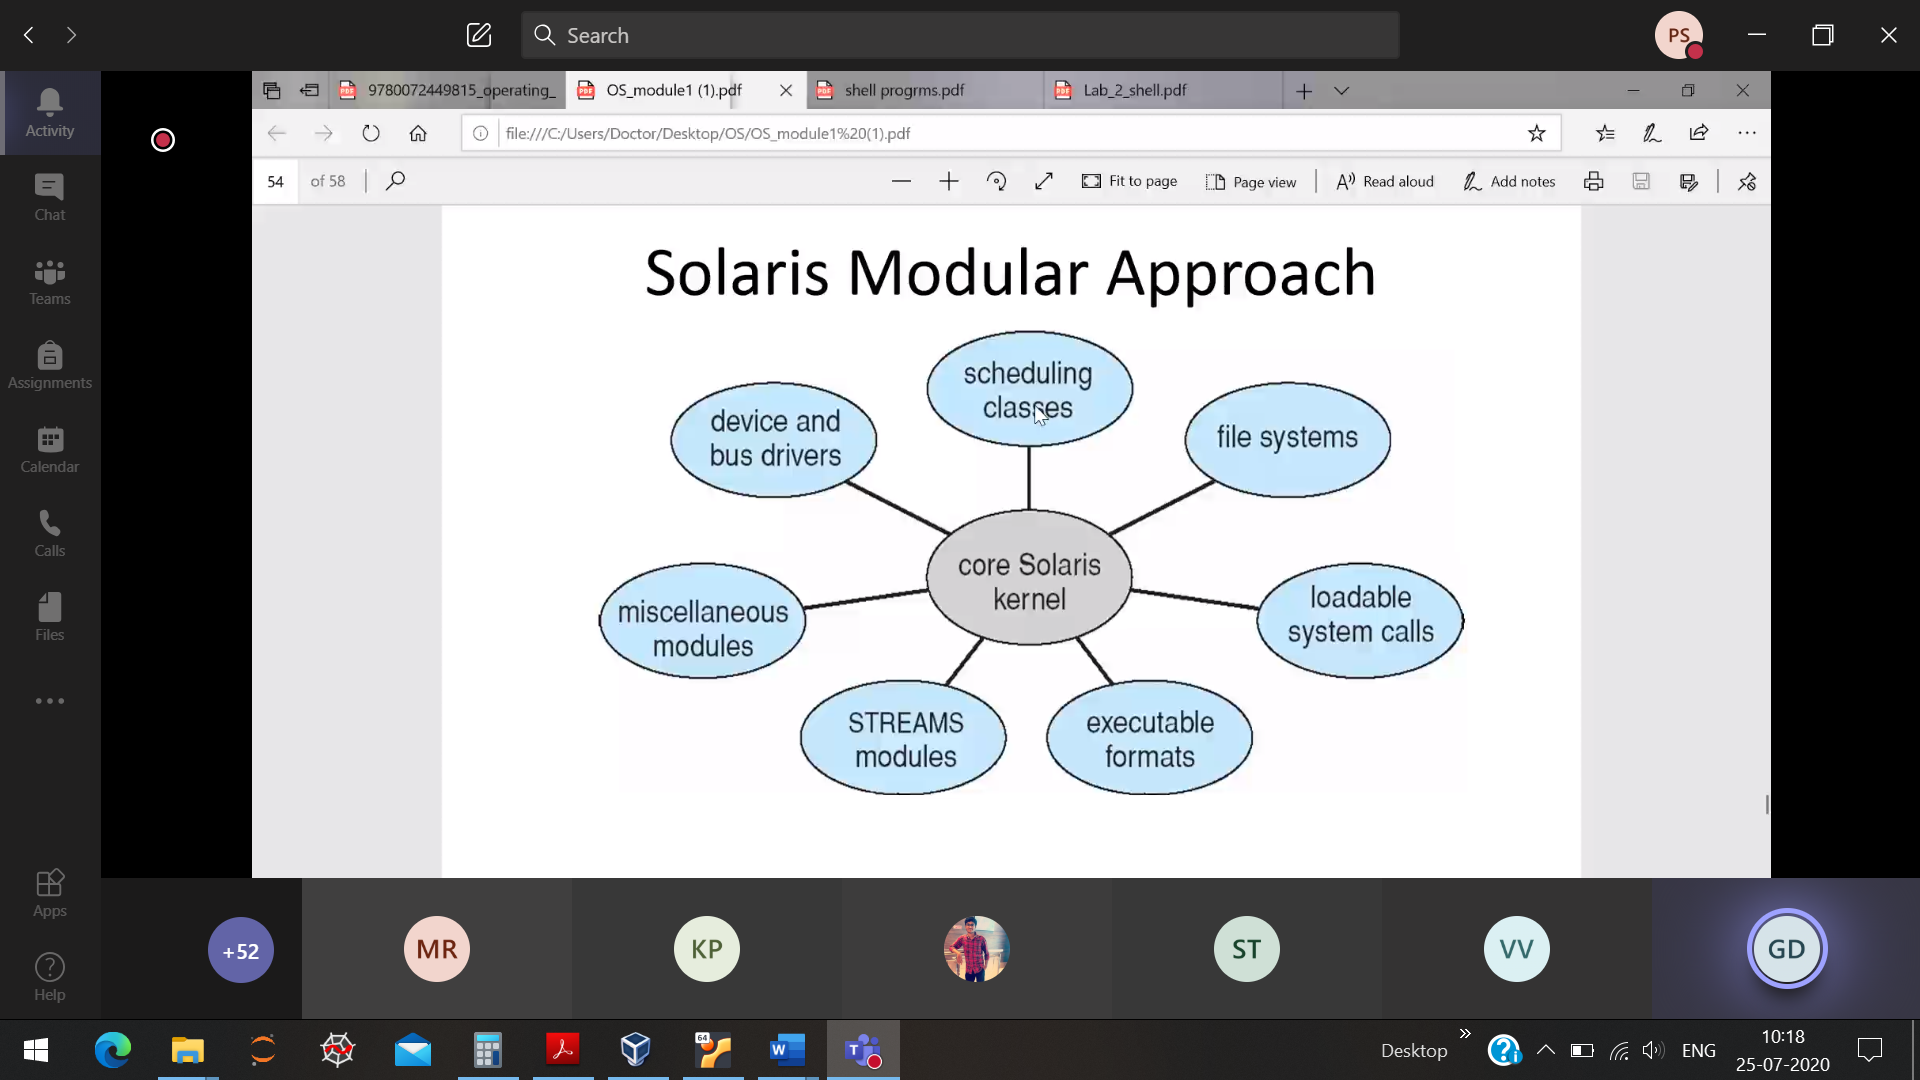 Search
PS
9780072449815_operating_
OS_module1 (1).pdf
shell progrms.pdf
Lab_2_shell.pdf
file:///C:/Users/Doctor/Desktop/OS/OS_module1%20(1).pdf
54 of 58
Fit to page
Page view
Read aloud
Add notes
Activity
Chat
Teams
Assignments
Calendar
Calls
Files
Apps
Help
Solaris Modular Approach
scheduling
classes
device and
bus drivers
file systems
core Solaris
kernel
miscellaneous
modules
loadable
system calls
STREAMS
modules
executable
formats
+52
MR
KP
ST
VV
GD
Desktop
ENG
10:18
25-07-2020